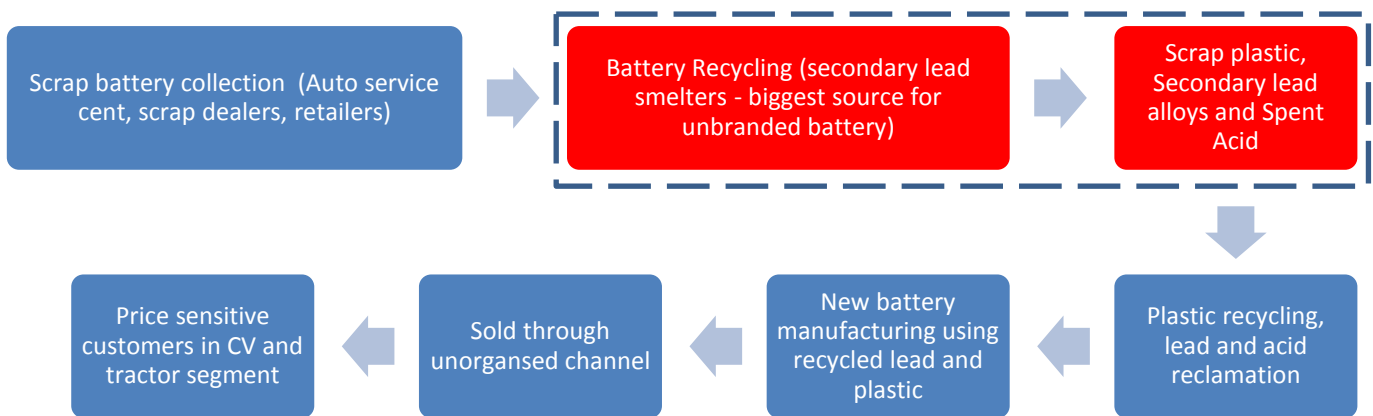 Scrap battery collection  (Auto service
cent, scrap dealers, retailers)
Battery Recycling (secondary lead
smelters - biggest source for
unbranded battery)
Scrap plastic,
Secondary lead
alloys and Spent
Acid
Price sensitive
customers in CV and
tractor segment
Sold through
unorgansed channel
New battery
manufacturing using
recycled lead and
plastic
Plastic recycling,
lead and acid
reclamation